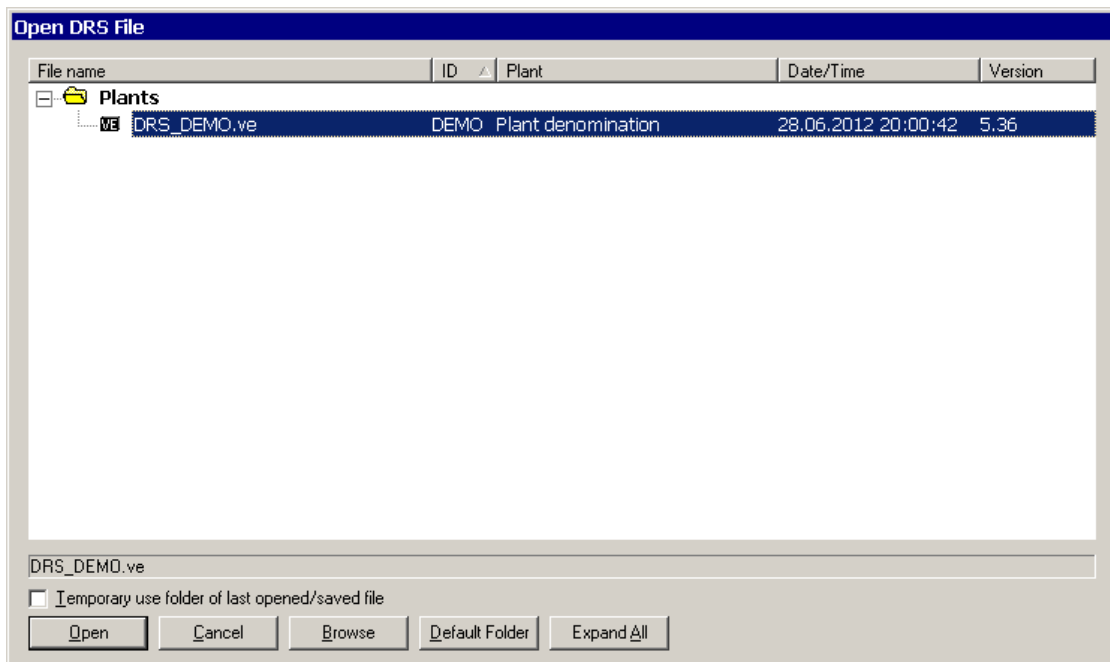 Open DRS File
File name ID Plant Date/Time Version
Plants
VE DRS_DEMO.ve DEMO Plant denomination 28.06.2012 20:00:42 5.36
DRS_DEMO.ve
Temporary use folder of last opened/saved file
Open Cancel Browse Default Folder Expand All